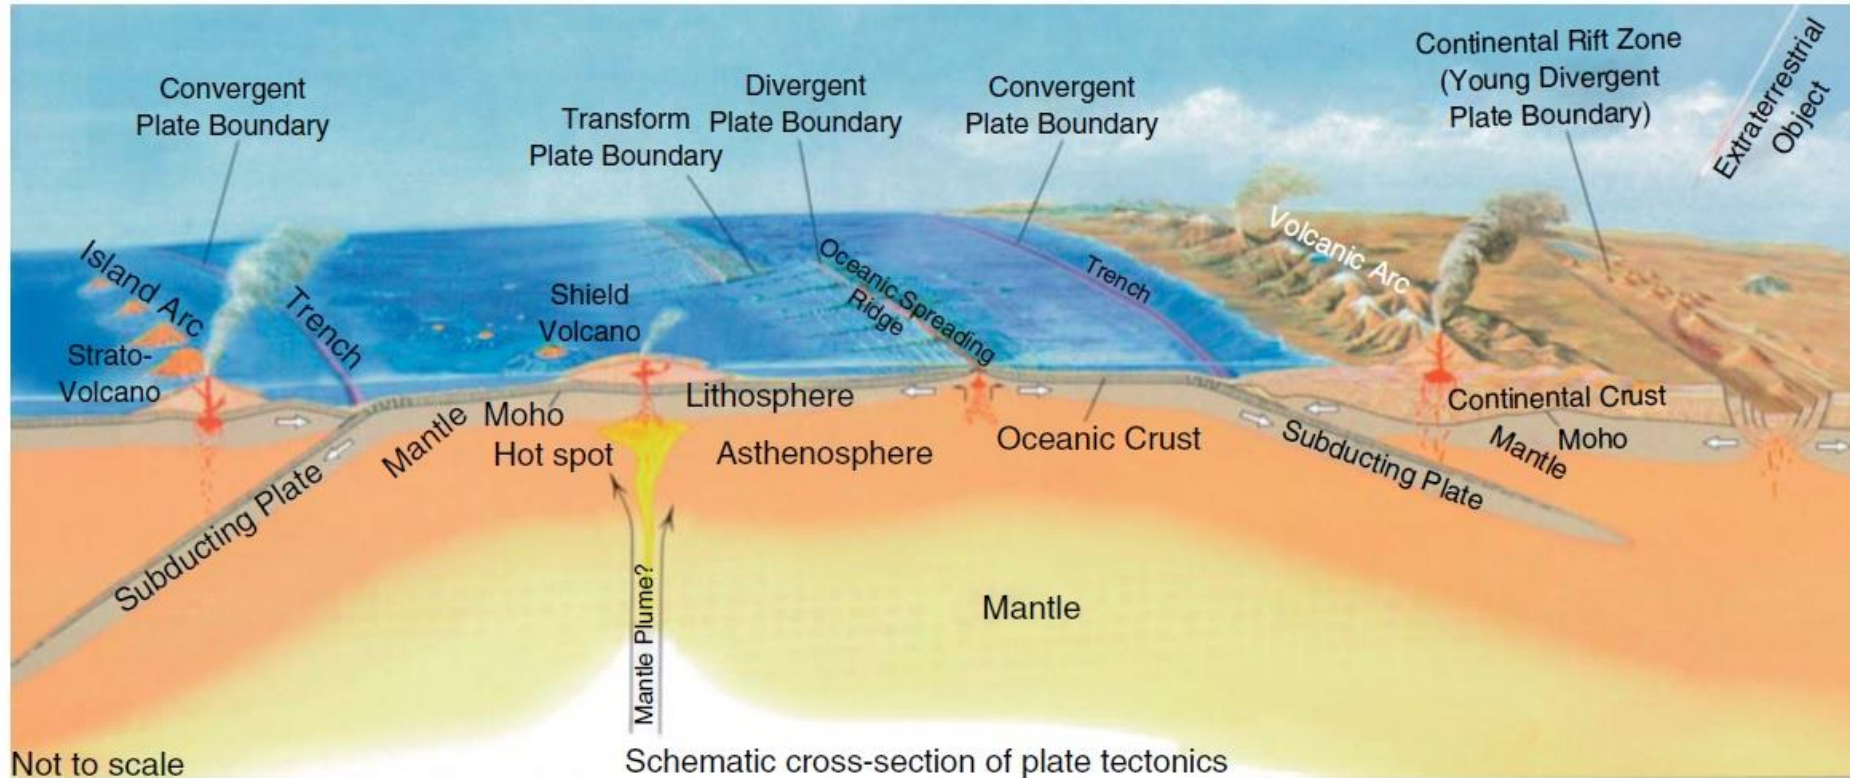 Convergent
Plate Boundary
Transform
Plate Boundary
Divergent
Plate Boundary
Convergent
Plate Boundary
Continental Rift Zone
(Young Divergent
Plate Boundary)
Extraterrestrial
Object
Island Arc
Trench
Strato-
Volcano
Shield
Volcano
Oceanic Spreading
Ridge
Trench
Volcanic Arc
Lithosphere
Moho
Mantle
Hot spot
Asthenosphere
Oceanic Crust
Continental Crust
Moho
Mantle
Subducting Plate
Subducting Plate
Mantle Plume?
Mantle
Not to scale
Schematic cross-section of plate tectonics